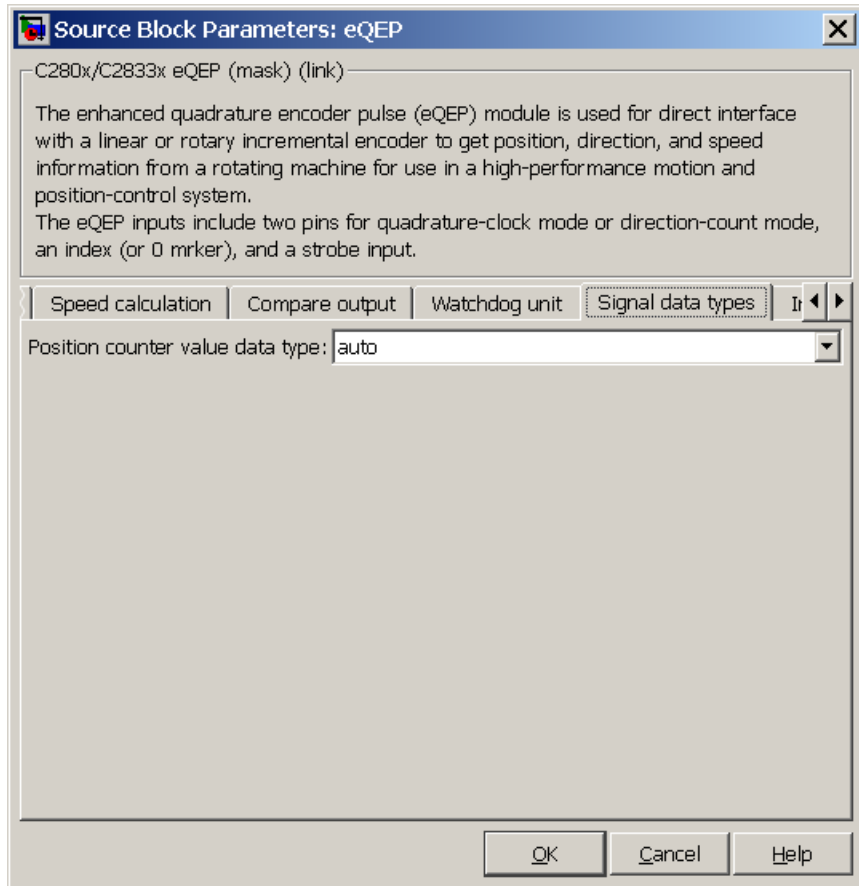 Source Block Parameters: eQEP
C280x/C2833x eQEP (mask) (link)
The enhanced quadrature encoder pulse (eQEP) module is used for direct interface
with a linear or rotary incremental encoder to get position, direction, and speed
information from a rotating machine for use in a high-performance motion and
position-control system.
The eQEP inputs include two pins for quadrature-clock mode or direction-count mode,
an index (or 0 mrker), and a strobe input.
Speed calculation Compare output Watchdog unit Signal data types
Position counter value data type: auto
OK Cancel Help